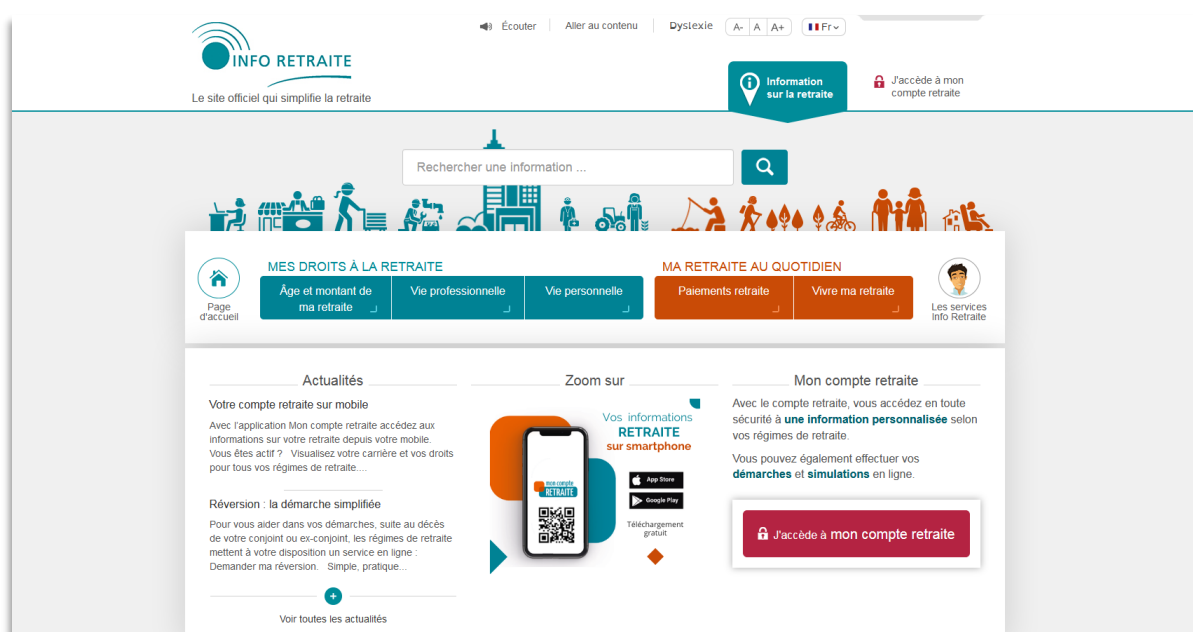 Écouter
Aller au contenu
Dyslexie
A- A A+
Fr
INFO RETRAITE
Le site officiel qui simplifie la retraite
Information
sur la retraite
J'accède à mon
compte retraite
Rechercher une information ...
MES DROITS À LA RETRAITE
Âge et montant de
ma retraite
Vie professionnelle
Vie personnelle
MA RETRAITE AU QUOTIDIEN
Paiements retraite
Vivre ma retraite
Page
d'accueil
Les services
Info Retraite
Actualités
Votre compte retraite sur mobile
Avec l'application Mon compte retraite accédez aux
informations sur votre retraite depuis votre mobile.
Vous êtes actif ? Visualisez votre carrière et vos droits
pour tous vos régimes de retraite....
Réversion : la démarche simplifiée
Pour vous aider dans vos démarches, suite au décès
de votre conjoint ou ex-conjoint, les régimes de retraite
mettent à votre disposition un service en ligne :
Demander ma réversion. Simple, pratique...
Voir toutes les actualités
Zoom sur
Vos informations
RETRAITE
sur smartphone
mon compte
RETRAITE
App Store
Google Play
Téléchargement
gratuit
Mon compte retraite
Avec le compte retraite, vous accédez en toute
sécurité à une information personnalisée selon
vos régimes de retraite.
Vous pouvez également effectuer vos
démarches et simulations en ligne.
J'accède à mon compte retraite